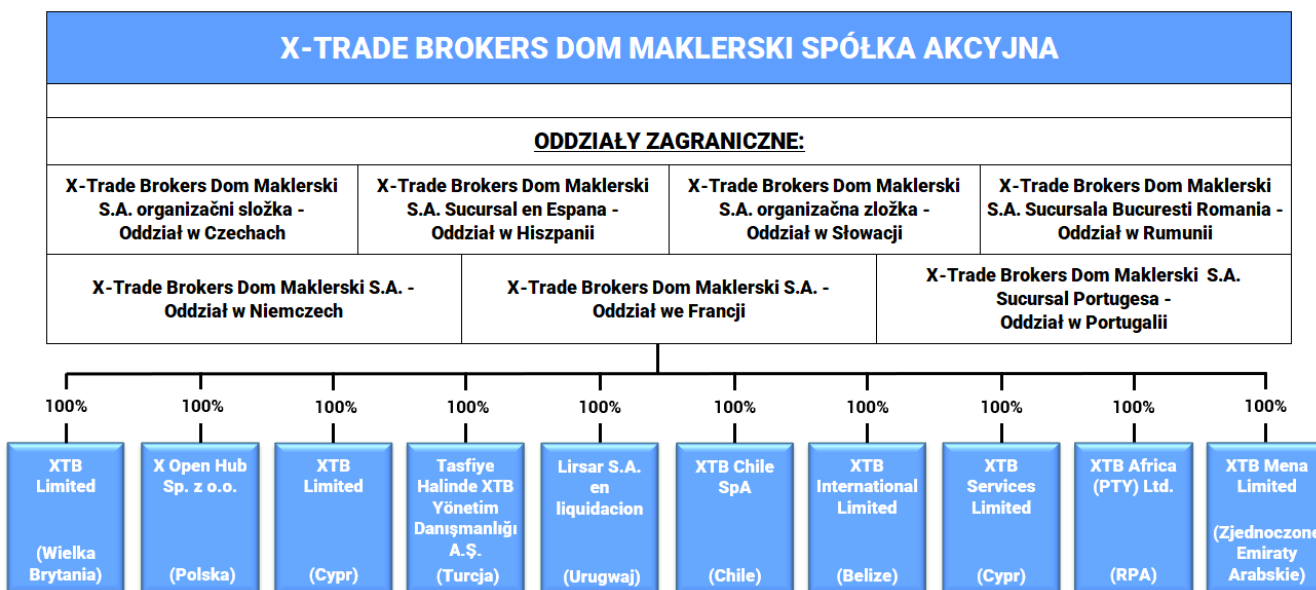 X-TRADE BROKERS DOM MAKLERSKI SPÓŁKA AKCYJNA
ODDZIAŁY ZAGRANICZNE:
X-Trade Brokers Dom Maklerski
S.A. organizačni složka -
Oddział w Czechach
X-Trade Brokers Dom Maklerski
S.A. Sucursal en Espana -
Oddział w Hiszpanii
X-Trade Brokers Dom Maklerski
S.A. organizačna zložka -
Oddział w Słowacji
X-Trade Brokers Dom Maklerski
S.A. Sucursala Bucuresti Romania -
Oddział w Rumunii
X-Trade Brokers Dom Maklerski S.A. -
Oddział w Niemczech
X-Trade Brokers Dom Maklerski S.A. -
Oddział we Francji
X-Trade Brokers Dom Maklerski S.A.
Sucursal Portugesa -
Oddział w Portugalii
100%
100%
100%
100%
100%
100%
100%
100%
100%
100%
XTB
Limited
(Wielka
Brytania)
X Open Hub
Sp. z o.o.
(Polska)
XTB
Limited
(Cypr)
Tasfiye
Halinde XTB
Yönetim
Danışmanlığı
A.Ş.
(Turcja)
Lirsar S.A.
en
liquidacion
(Urugwaj)
XTB Chile
SpA
(Chile)
XTB
International
Limited
(Belize)
XTB
Services
Limited
(Cypr)
XTB Africa
(PTY) Ltd.
(RPA)
XTB Mena
Limited
(Zjednoczone
Emiraty
Arabskie)